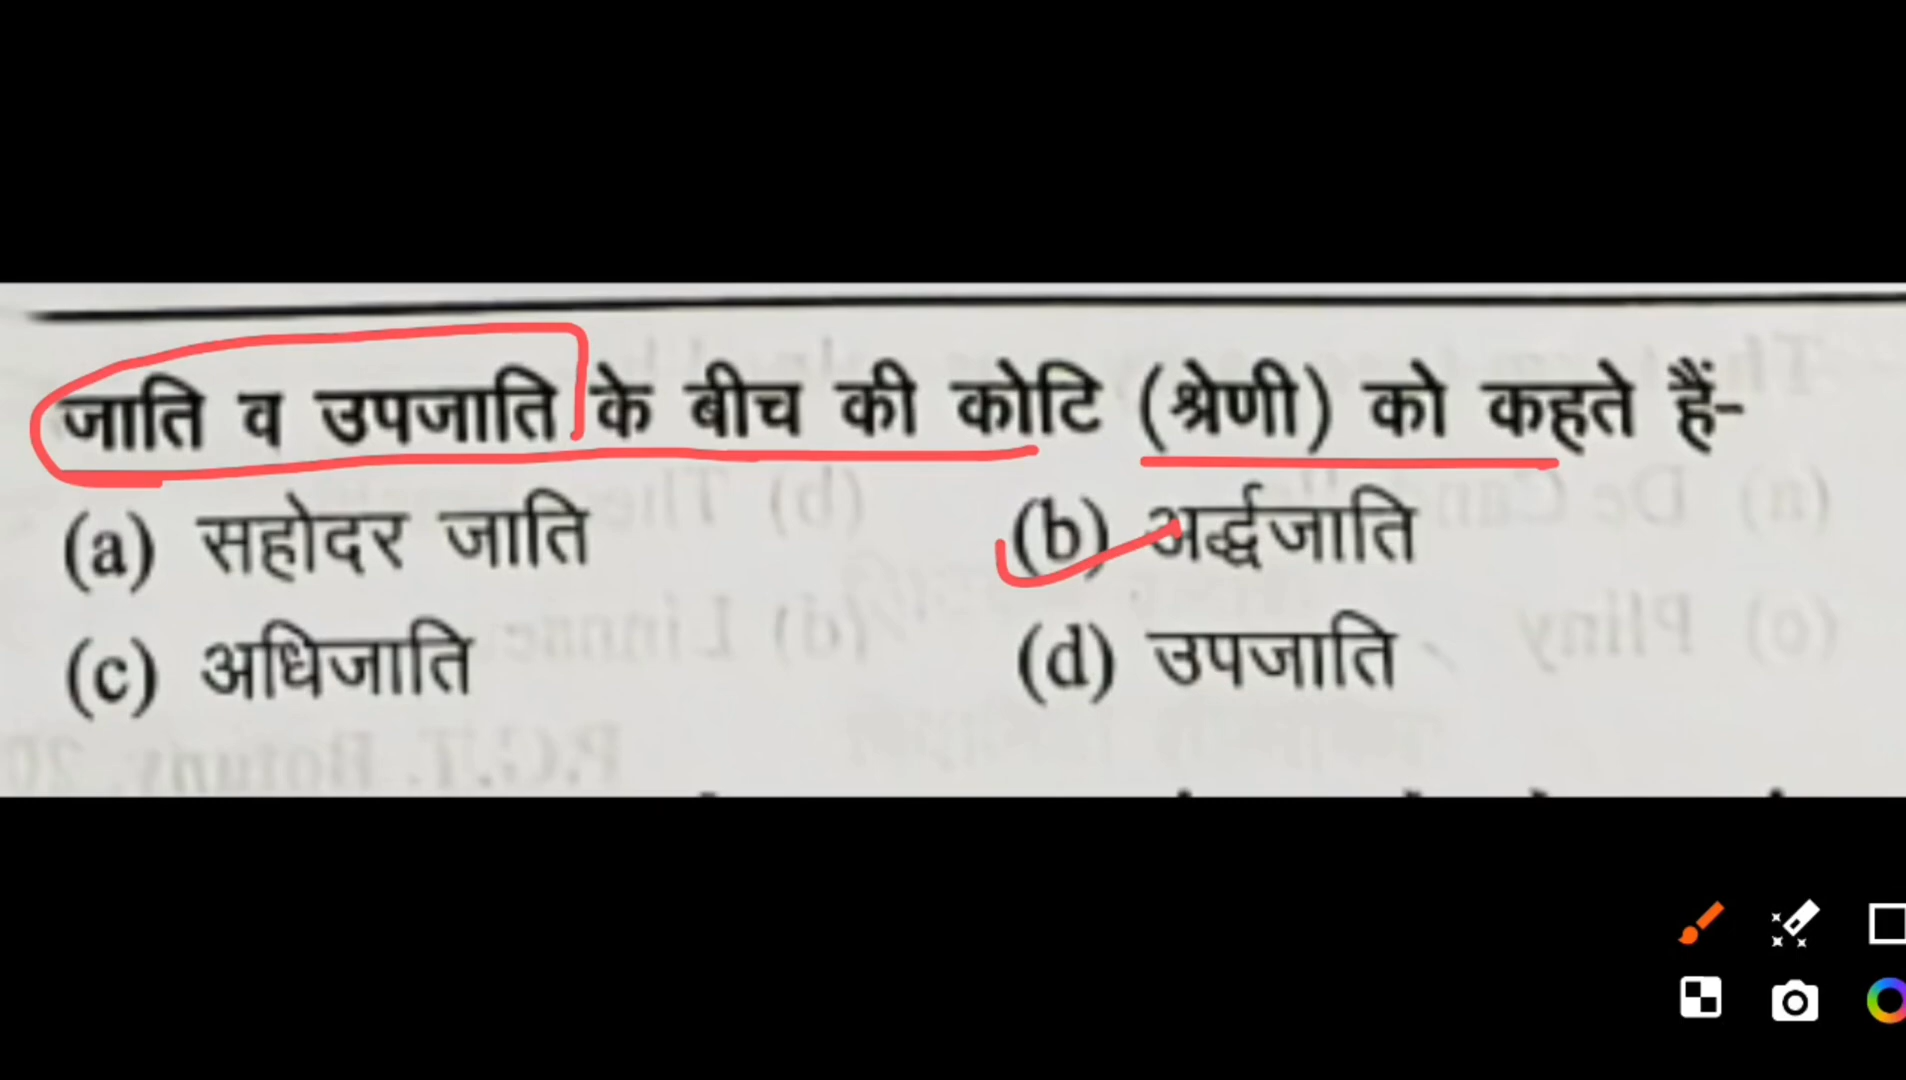 जाति व उपजाति के बीच की कोटि (श्रेणी) को कहते हैं-
(a) सहोदर जाति (b) अर्द्धजाति
(c) अधिजाति (d) उपजाति